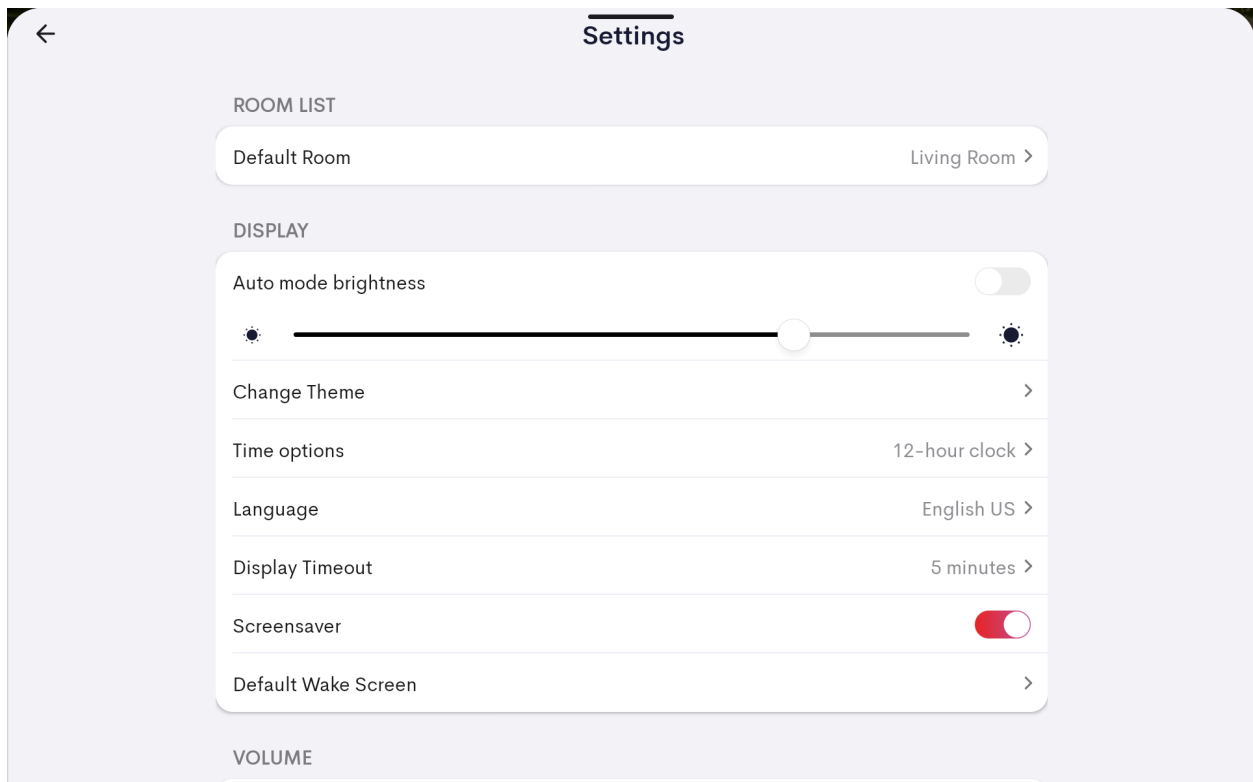 Settings
ROOM LIST
Default Room Living Room
DISPLAY
Auto mode brightness
Change Theme
Time options 12-hour clock
Language English US
Display Timeout 5 minutes
Screensaver
Default Wake Screen
VOLUME